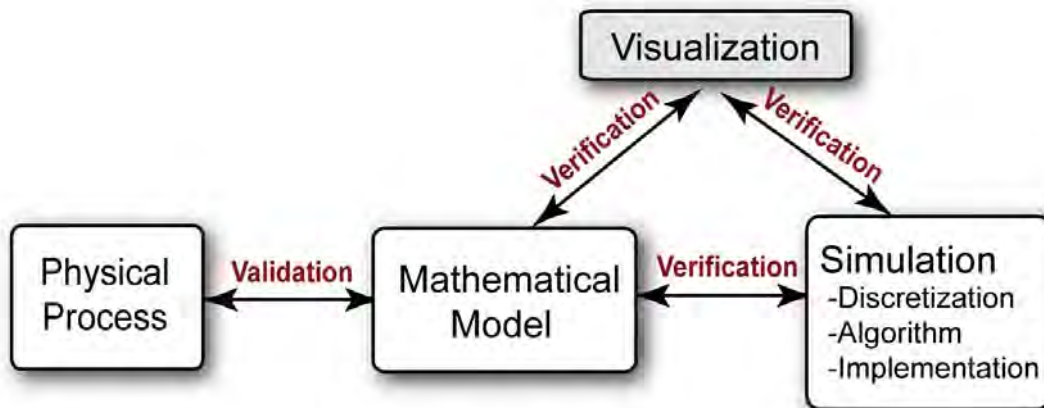 Visualization
Verification
Verification
Physical
Process
Validation
Mathematical
Model
Verification
Simulation
-Discretization
-Algorithm
-Implementation